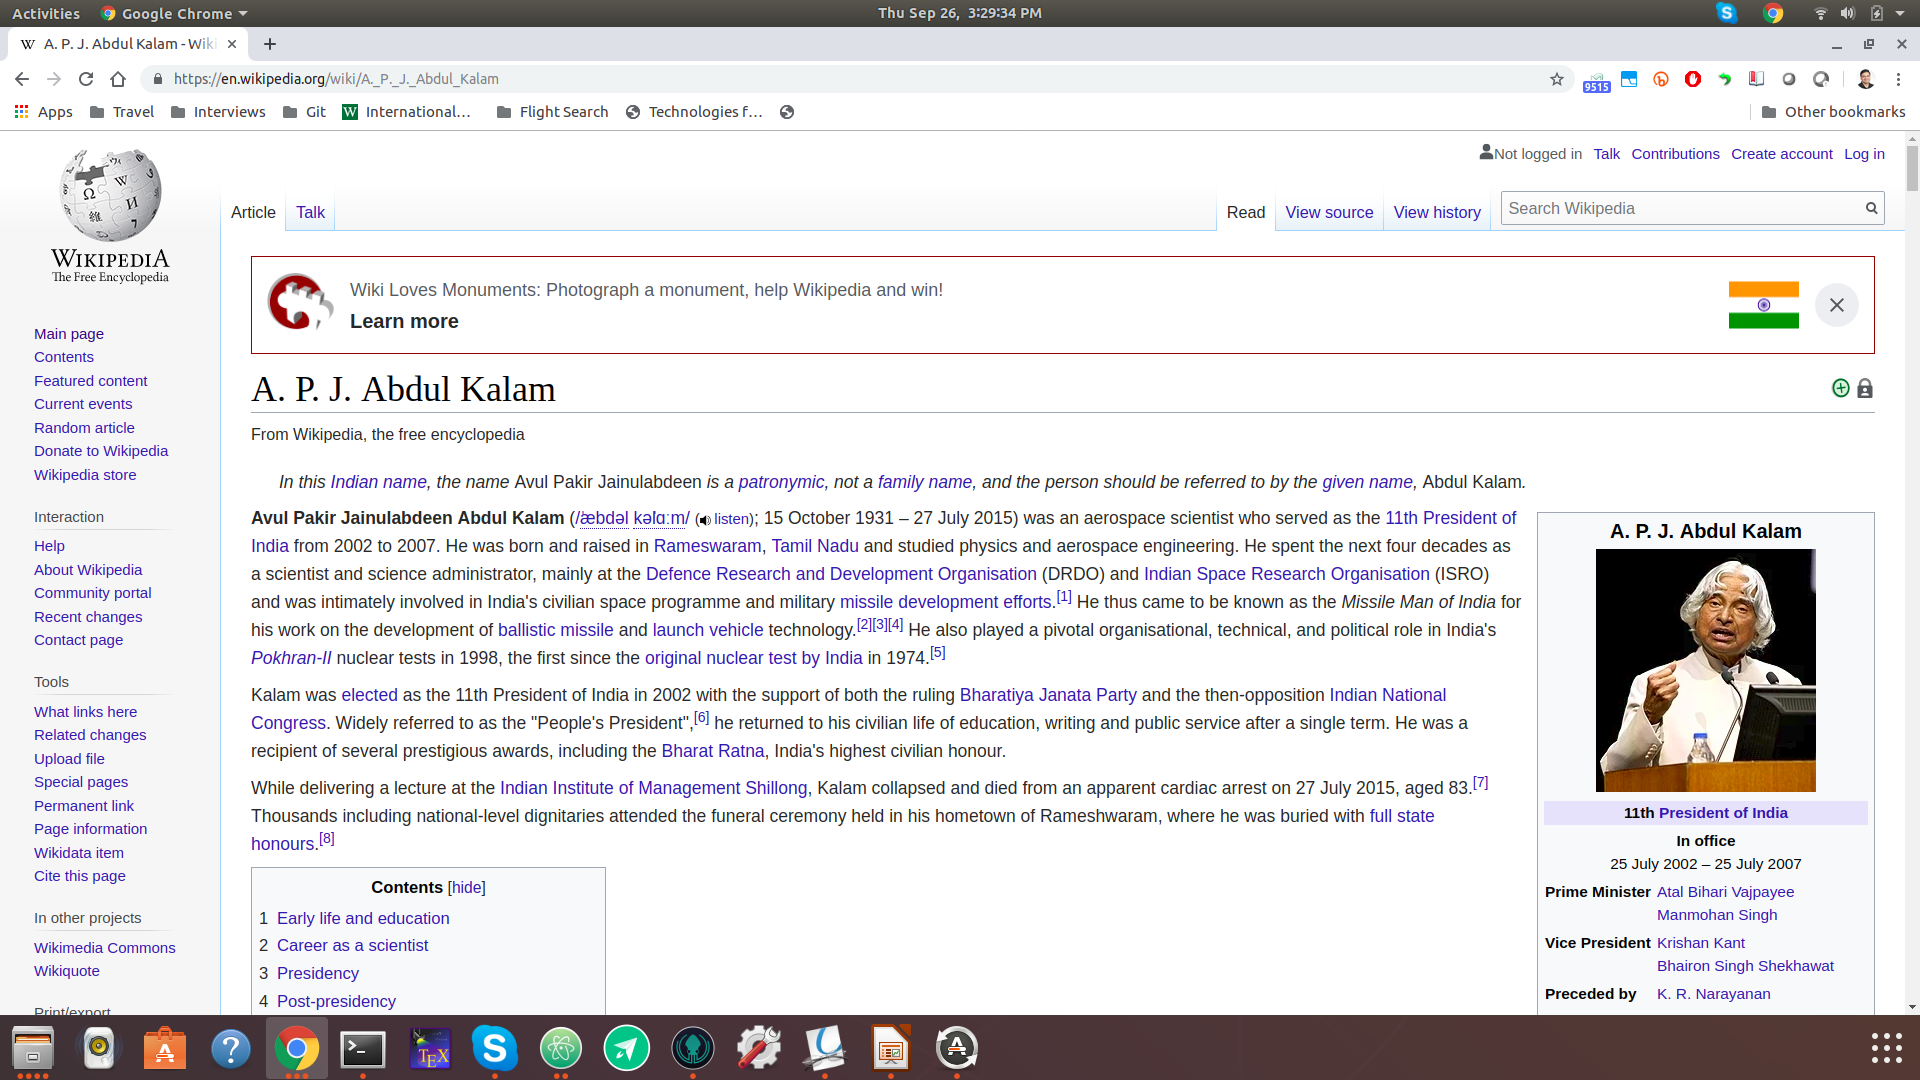 Activities Google Chrome Thu Sep 26, 3:29:34 PM
A. P. J. Abdul Kalam - Wiki
https://en.wikipedia.org/wiki/A._P._J._Abdul_Kalam
9515
Apps Travel Interviews Git International… Flight Search Technologies f… Other bookmarks
Not logged in Talk Contributions Create account Log in
Article Talk Read View source View history Search Wikipedia
WIKIPEDIA
The Free Encyclopedia
Main page
Contents
Featured content
Current events
Random article
Donate to Wikipedia
Wikipedia store
Interaction
Help
About Wikipedia
Community portal
Recent changes
Contact page
Tools
What links here
Related changes
Upload file
Special pages
Permanent link
Page information
Wikidata item
Cite this page
In other projects
Wikimedia Commons
Wikiquote
Print/export
Wiki Loves Monuments: Photograph a monument, help Wikipedia and win!
Learn more
A. P. J. Abdul Kalam
From Wikipedia, the free encyclopedia
In this Indian name, the name Avul Pakir Jainulabdeen is a patronymic, not a family name, and the person should be referred to by the given name, Abdul Kalam.
Avul Pakir Jainulabdeen Abdul Kalam (/æbdəl kəlɑːm/ (listen); 15 October 1931 – 27 July 2015) was an aerospace scientist who served as the 11th President of
India from 2002 to 2007. He was born and raised in Rameswaram, Tamil Nadu and studied physics and aerospace engineering. He spent the next four decades as
a scientist and science administrator, mainly at the Defence Research and Development Organisation (DRDO) and Indian Space Research Organisation (ISRO)
and was intimately involved in India's civilian space programme and military missile development efforts.[1] He thus came to be known as the Missile Man of India for
his work on the development of ballistic missile and launch vehicle technology.[2][3][4] He also played a pivotal organisational, technical, and political role in India's
Pokhran-II nuclear tests in 1998, the first since the original nuclear test by India in 1974.[5]
Kalam was elected as the 11th President of India in 2002 with the support of both the ruling Bharatiya Janata Party and the then-opposition Indian National
Congress. Widely referred to as the "People's President",[6] he returned to his civilian life of education, writing and public service after a single term. He was a
recipient of several prestigious awards, including the Bharat Ratna, India's highest civilian honour.
While delivering a lecture at the Indian Institute of Management Shillong, Kalam collapsed and died from an apparent cardiac arrest on 27 July 2015, aged 83.[7]
Thousands including national-level dignitaries attended the funeral ceremony held in his hometown of Rameshwaram, where he was buried with full state
honours.[8]
Contents [hide]
1 Early life and education
2 Career as a scientist
3 Presidency
4 Post-presidency
A. P. J. Abdul Kalam
11th President of India
In office
25 July 2002 – 25 July 2007
Prime Minister Atal Bihari Vajpayee
Manmohan Singh
Vice President Krishan Kant
Bhairon Singh Shekhawat
Preceded by K. R. Narayanan